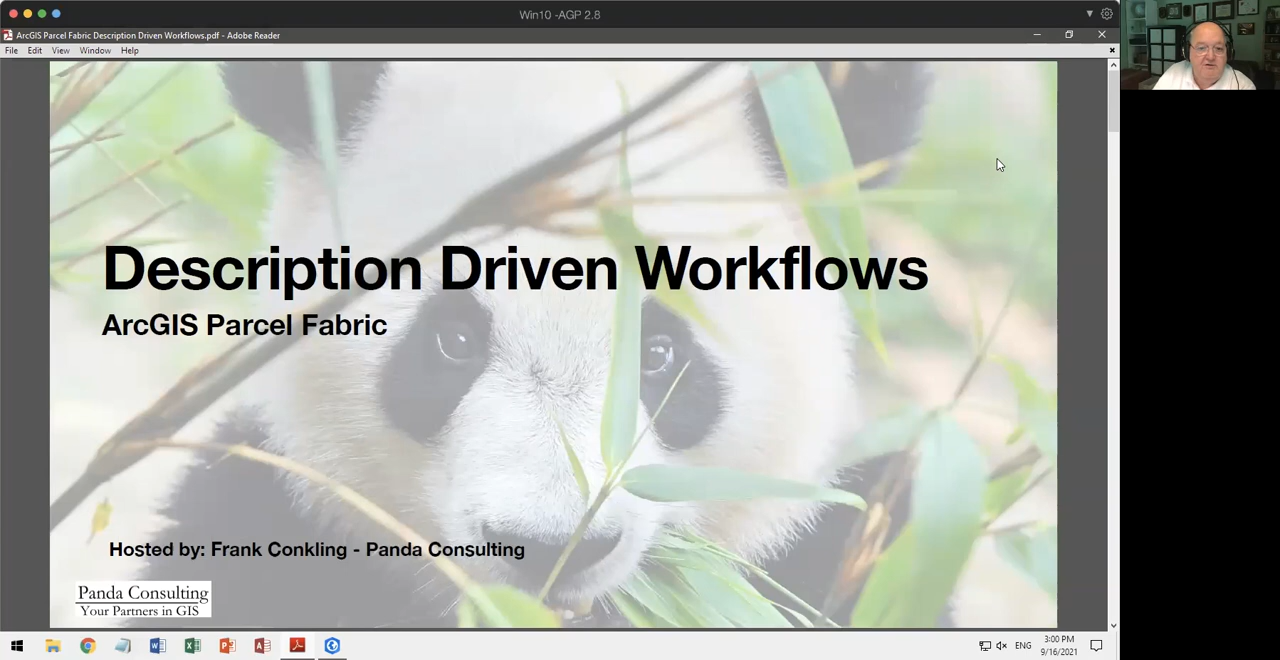 Win10 -AGP 2.8
ArcGIS Parcel Fabric Description Driven Workflows.pdf - Adobe Reader
File Edit View Window Help
Description Driven Workflows
ArcGIS Parcel Fabric
Hosted by: Frank Conkling - Panda Consulting
Panda Consulting
Your Partners in GIS
ENG
3:00 PM
9/16/2021